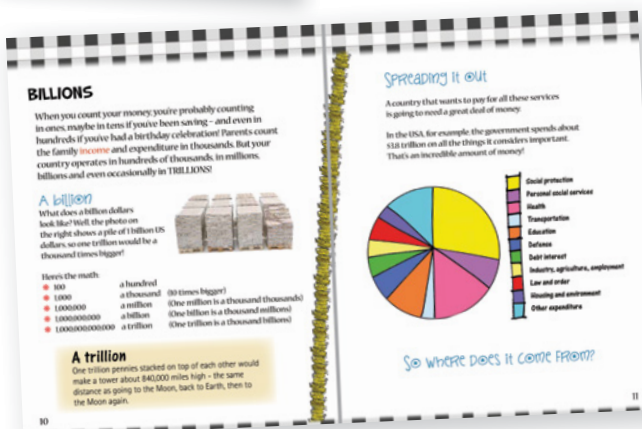 BILLIONS
When you count your money, you're probably counting
in ones, maybe in tens if you've been saving – and even in
hundreds if you've had a birthday celebration! Parents count
the family income and expenditure in thousands. But your
country operates in hundreds of thousands, in millions,
billions and even occasionally in TRILLIONS!
A billion
What does a billion dollars
look like? Well, the photo on
the right shows a pile of 1 billion US
dollars, so one trillion would be a
thousand times bigger!
Here's the math:
100 a hundred
1,000 a thousand (10 times bigger)
1,000,000 a million (One million is a thousand thousands)
1,000,000,000 a billion (One billion is a thousand millions)
1,000,000,000,000 a trillion (One trillion is a thousand billions)
A trillion
One trillion pennies stacked on top of each other would
make a tower about 840,000 miles high – the same
distance as going to the Moon, back to Earth, then to
the Moon again.
10
SPREADING IT OUT
A country that wants to pay for all these services
is going to need a great deal of money.
In the USA, for example, the government spends about
$3.8 trillion on all the things it considers important.
That's an incredible amount of money!
Social protection
Personal social services
Health
Transportation
Education
Defense
Debt interest
Industry, agriculture, employment
Law and order
Housing and environment
Other expenditure
SO WHERE DOES IT COME FROM?
11